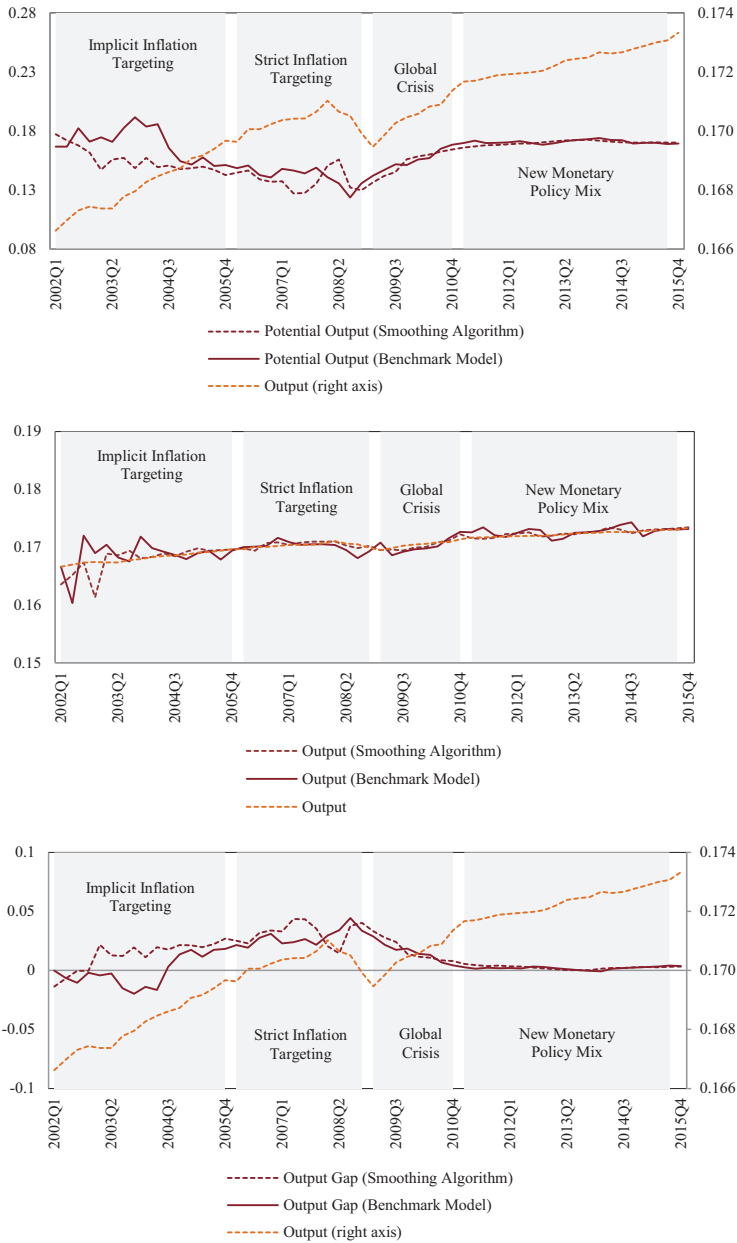 0.28
0.23
0.18
0.13
0.08
0.174
0.172
0.170
0.168
0.166
Implicit Inflation
Targeting
Strict Inflation
Targeting
Global
Crisis
New Monetary
Policy Mix
2002Q1
2003Q2
2004Q3
2005Q4
2007Q1
2008Q2
2009Q3
2010Q4
2012Q1
2013Q2
2014Q3
2015Q4
Potential Output (Smoothing Algorithm)
Potential Output (Benchmark Model)
Output (right axis)
0.19
0.18
0.17
0.16
0.15
Implicit Inflation
Targeting
Strict Inflation
Targeting
Global
Crisis
New Monetary
Policy Mix
2002Q1
2003Q2
2004Q3
2005Q4
2007Q1
2008Q2
2009Q3
2010Q4
2012Q1
2013Q2
2014Q3
2015Q4
Output (Smoothing Algorithm)
Output (Benchmark Model)
Output
0.1
0.05
0
-0.05
-0.1
0.174
0.172
0.170
0.168
0.166
Implicit Inflation
Targeting
Strict Inflation
Targeting
Global
Crisis
New Monetary
Policy Mix
2002Q1
2003Q2
2004Q3
2005Q4
2007Q1
2008Q2
2009Q3
2010Q4
2012Q1
2013Q2
2014Q3
2015Q4
Output Gap (Smoothing Algorithm)
Output Gap (Benchmark Model)
Output (right axis)